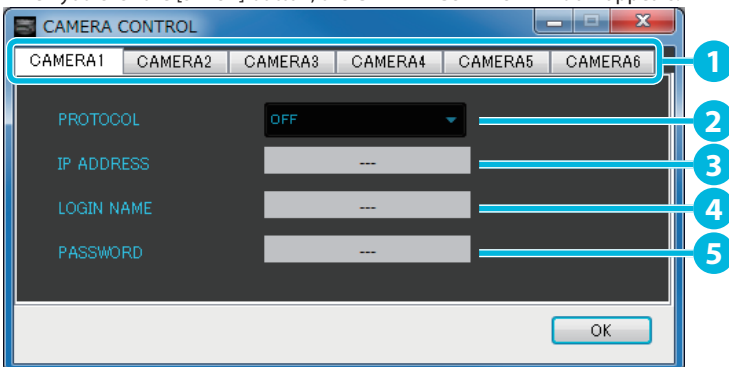 CAMERA CONTROL
CAMERA1 CAMERA2 CAMERA3 CAMERA4 CAMERA5 CAMERA6 1
PROTOCOL OFF 2
IP ADDRESS --- 3
LOGIN NAME --- 4
PASSWORD --- 5
OK